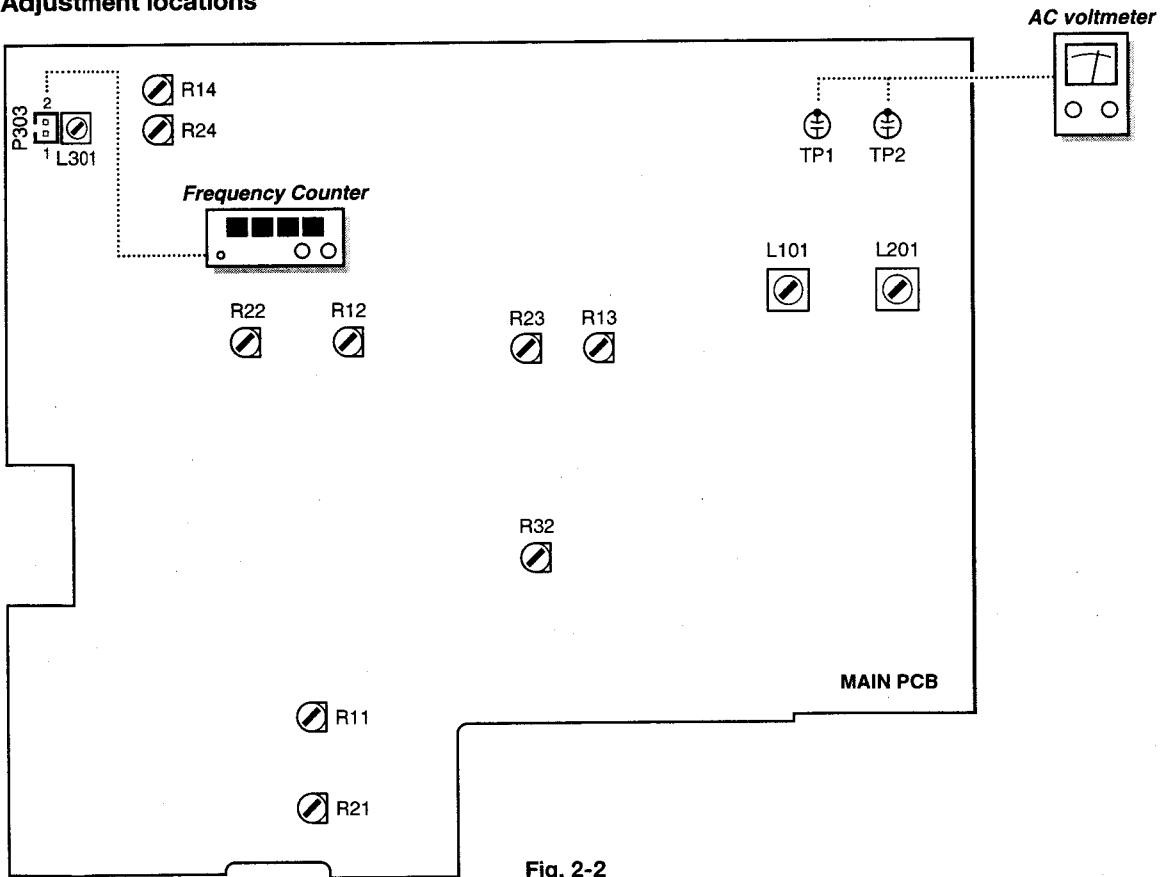 Adjustment locations
AC voltmeter
R14
R24
P303
2
1
L301
TP1
TP2
Frequency Counter
L101
L201
R22
R12
R23
R13
R32
MAIN PCB
R11
R21
Fig. 2-2